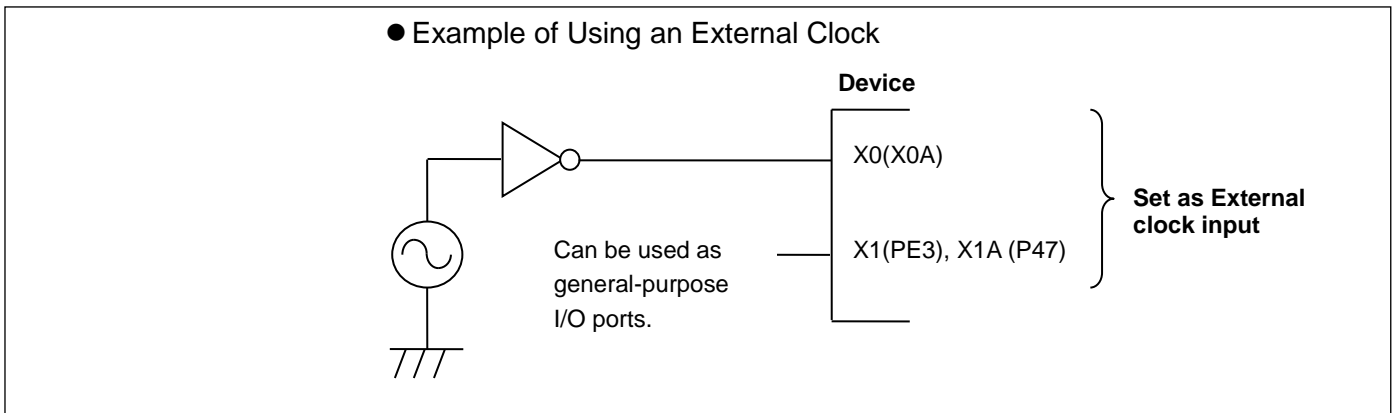 ● Example of Using an External Clock
Device
X0(X0A)
Set as External
clock input
Can be used as
general-purpose
I/O ports.
X1(PE3), X1A (P47)